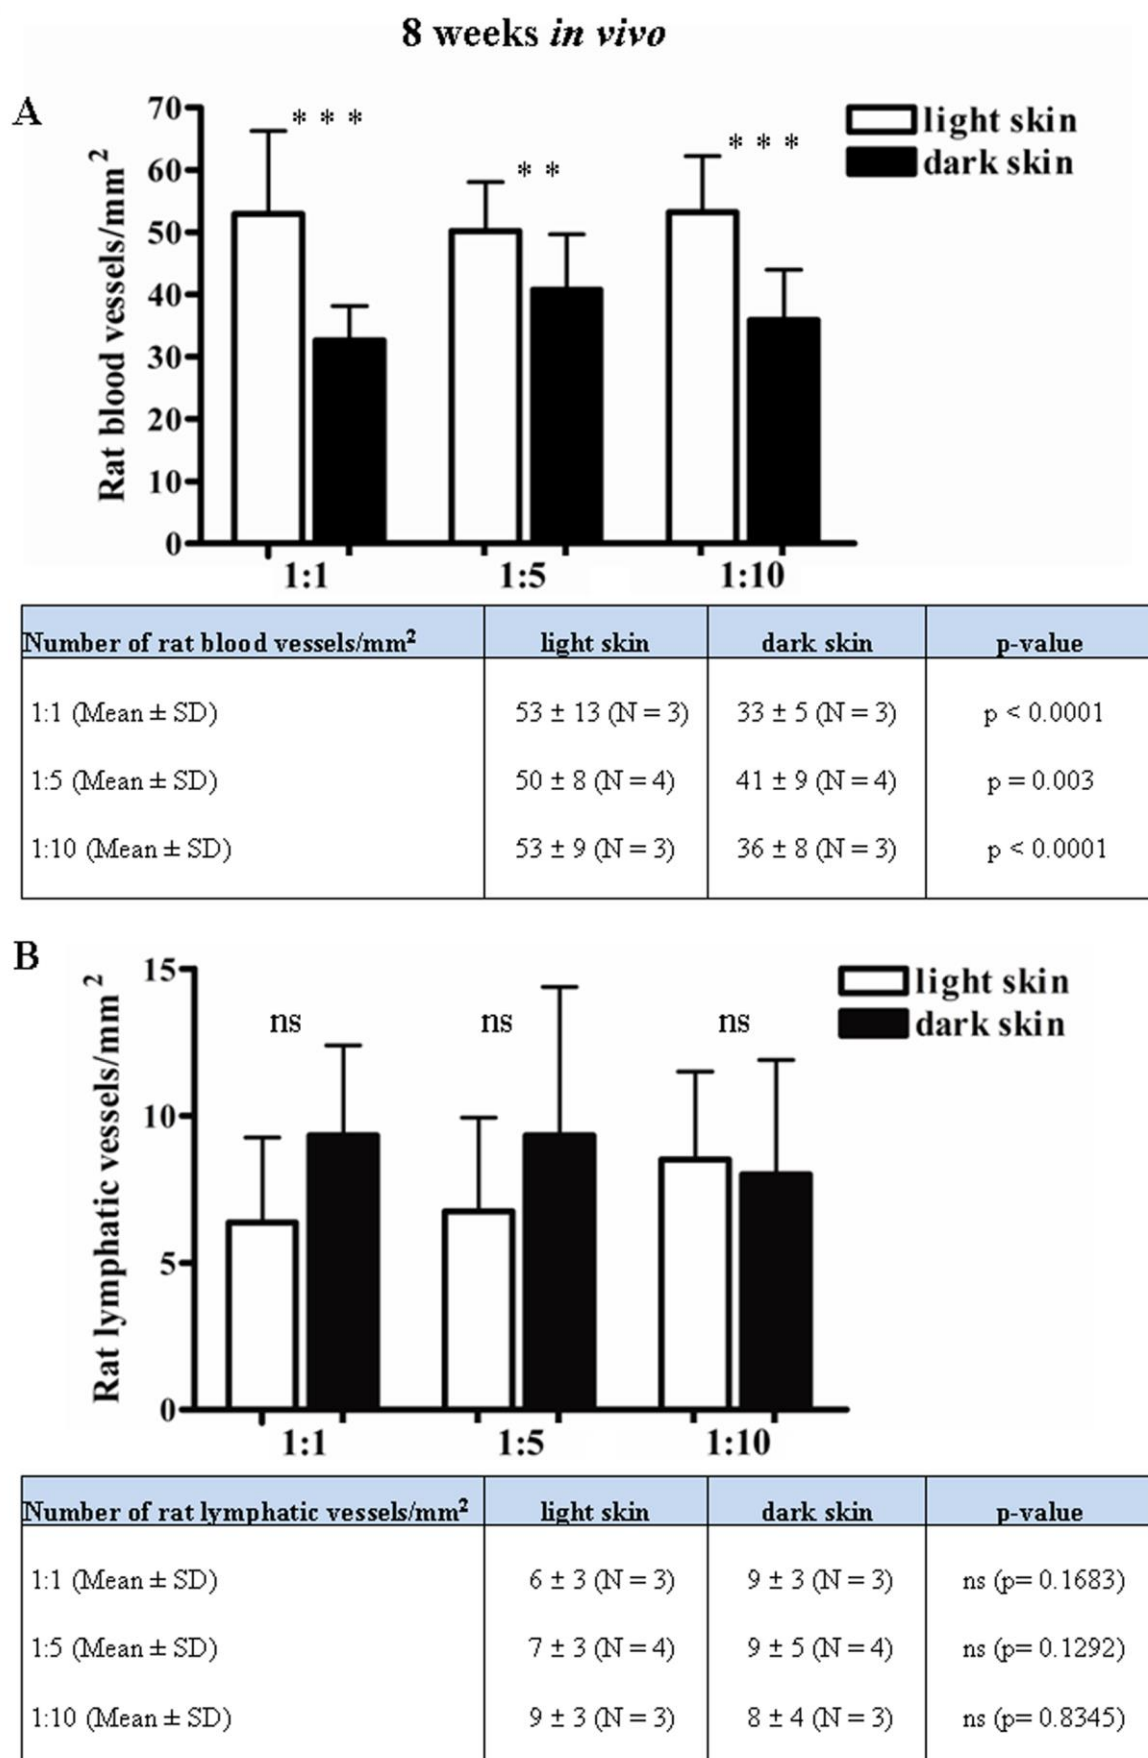 8 weeks in vivo
A
70
60
50
40
30
20
10
0
Rat blood vessels/mm²
* * *
* *
* * *
light skin
dark skin
1:1 1:5 1:10
Number of rat blood vessels/mm² light skin dark skin p-value
1:1 (Mean ± SD) 53 ± 13 (N = 3) 33 ± 5 (N = 3) p < 0.0001
1:5 (Mean ± SD) 50 ± 8 (N = 4) 41 ± 9 (N = 4) p = 0.003
1:10 (Mean ± SD) 53 ± 9 (N = 3) 36 ± 8 (N = 3) p < 0.0001
B
15
10
5
0
Rat lymphatic vessels/mm²
ns ns ns
light skin
dark skin
1:1 1:5 1:10
Number of rat lymphatic vessels/mm² light skin dark skin p-value
1:1 (Mean ± SD) 6 ± 3 (N = 3) 9 ± 3 (N = 3) ns (p= 0.1683)
1:5 (Mean ± SD) 7 ± 3 (N = 4) 9 ± 5 (N = 4) ns (p= 0.1292)
1:10 (Mean ± SD) 9 ± 3 (N = 3) 8 ± 4 (N = 3) ns (p= 0.8345)